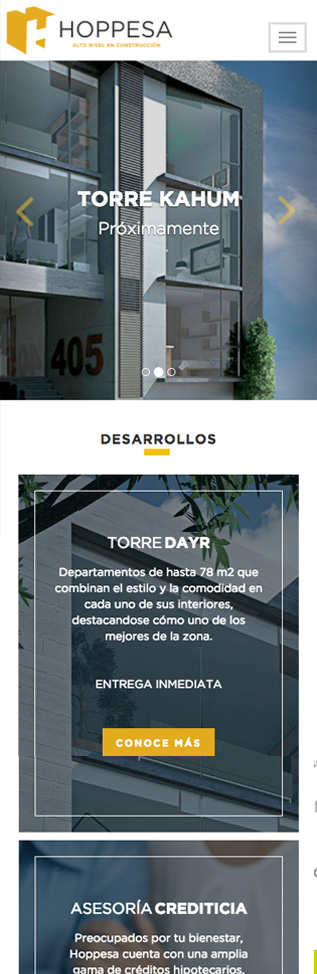 HOPPESA
ALTO NIVEL EN CONSTRUCCIÓN
TORRE KAHUM
Próximamente
405
DESARROLLOS
TORRE DAYR
Departamentos de hasta 78 m2 que
combinan el estilo y la comodidad en
cada uno de sus interiores,
destacandose cómo uno de los
mejores de la zona.
ENTREGA INMEDIATA
CONOCE MÁS
ASESORÍA CREDITICIA
Preocupados por tu bienestar,
Hoppesa cuenta con una amplia
gama de créditos hipotecarios,